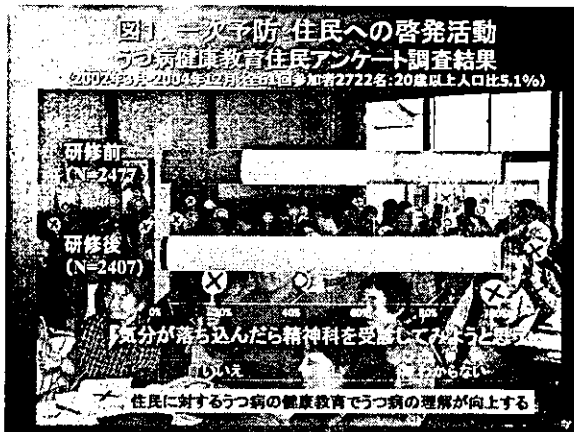 図1 一次予防 住民への啓発活動
うつ病健康教育住民アンケート調査結果
(2002年3月-2004年12月 全61回参加者2722名:20歳以上人口比5.1%)
研修前
(N=2477)
研修後
(N=2407)
0% 20% 40% 60% 80% 100%
気分が落ち込んだら精神科を受診してみようと思う
いいえ わからない
住民に対するうつ病の健康教育でうつ病の理解が向上する